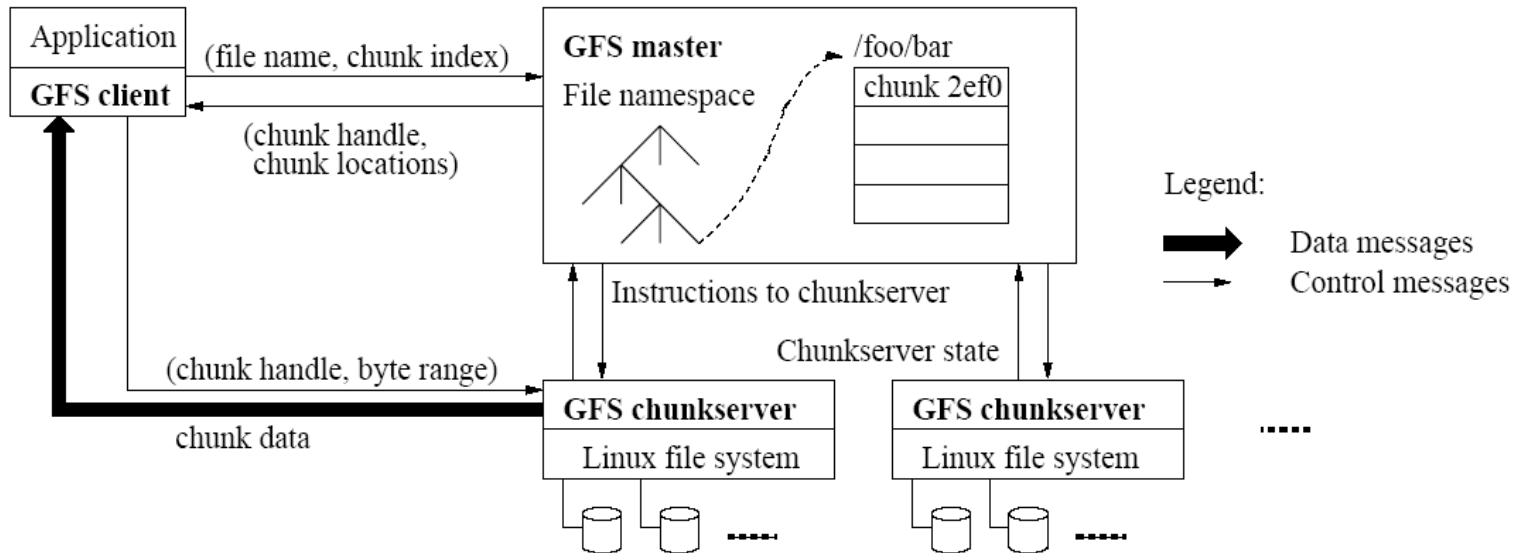 Application
GFS client
(file name, chunk index)
(chunk handle,
chunk locations)
GFS master
File namespace
/foo/bar
chunk 2ef0
Legend:
Data messages
Control messages
Instructions to chunkserver
Chunkserver state
(chunk handle, byte range)
chunk data
GFS chunkserver
Linux file system
GFS chunkserver
Linux file system